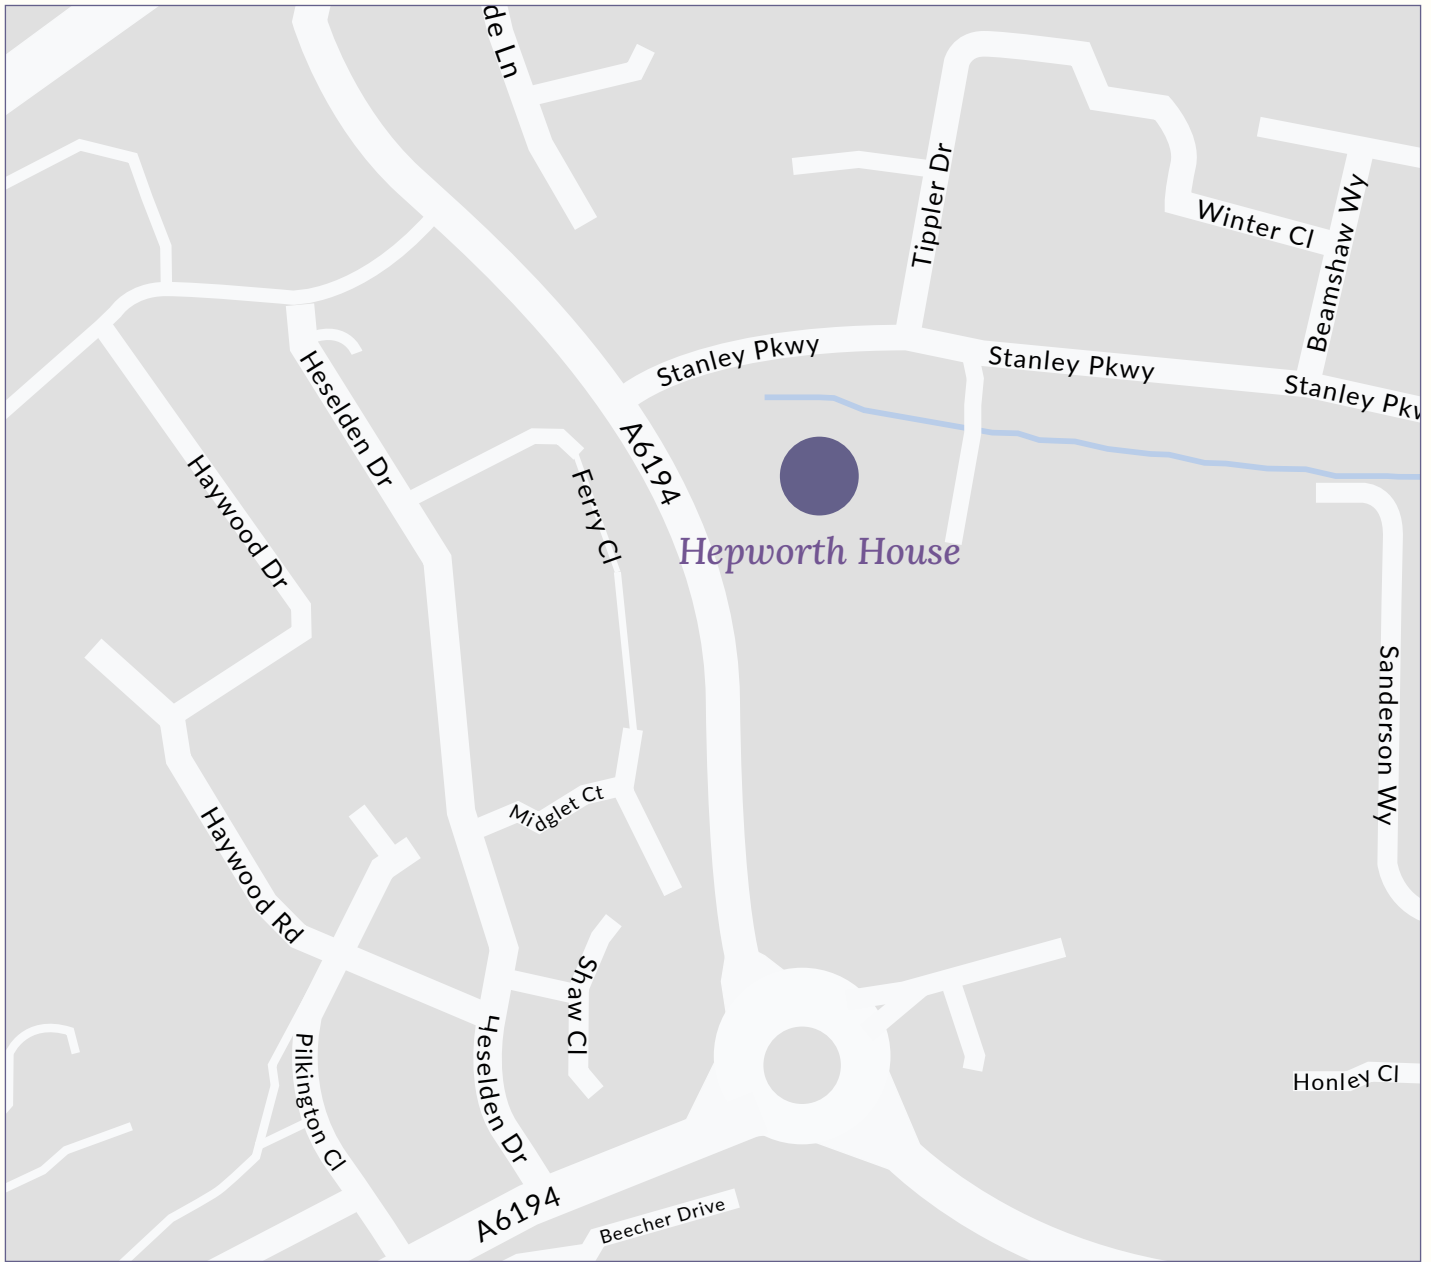 de Ln
Tippler Dr
Winter Cl
Beamshaw Wy
Stanley Pkwy
Stanley Pkwy
Stanley Pkw
Heselden Dr
A6194
Haywood Dr
Ferry Cl
Hepworth House
Sanderson Wy
Midglet Ct
Haywood Rd
Shaw Cl
Heselden Dr
Pilkington Cl
Honley Cl
A6194
Beecher Drive